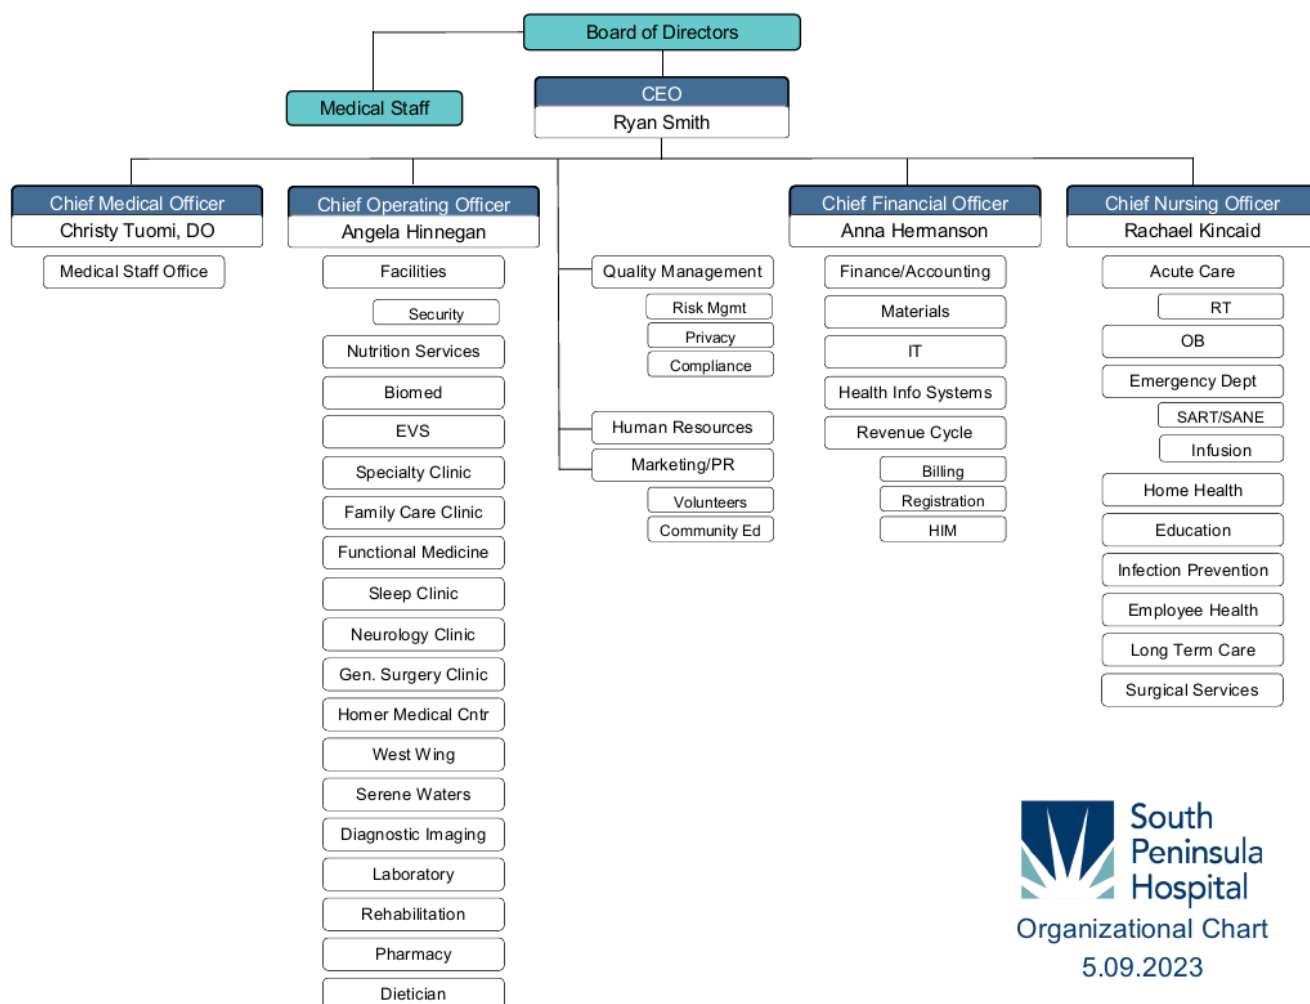 Board of Directors
Medical Staff
CEO
Ryan Smith
Chief Medical Officer
Christy Tuomi, DO
Medical Staff Office
Chief Operating Officer
Angela Hinnegan
Facilities
Security
Nutrition Services
Biomed
EVS
Specialty Clinic
Family Care Clinic
Functional Medicine
Sleep Clinic
Neurology Clinic
Gen. Surgery Clinic
Homer Medical Cntr
West Wing
Serene Waters
Diagnostic Imaging
Laboratory
Rehabilitation
Pharmacy
Dietician
Quality Management
Risk Mgmt
Privacy
Compliance
Human Resources
Marketing/PR
Volunteers
Community Ed
Chief Financial Officer
Anna Hermanson
Finance/Accounting
Materials
IT
Health Info Systems
Revenue Cycle
Billing
Registration
HIM
Chief Nursing Officer
Rachael Kincaid
Acute Care
RT
OB
Emergency Dept
SART/SANE
Infusion
Home Health
Education
Infection Prevention
Employee Health
Long Term Care
Surgical Services
South
Peninsula
Hospital
Organizational Chart
5.09.2023